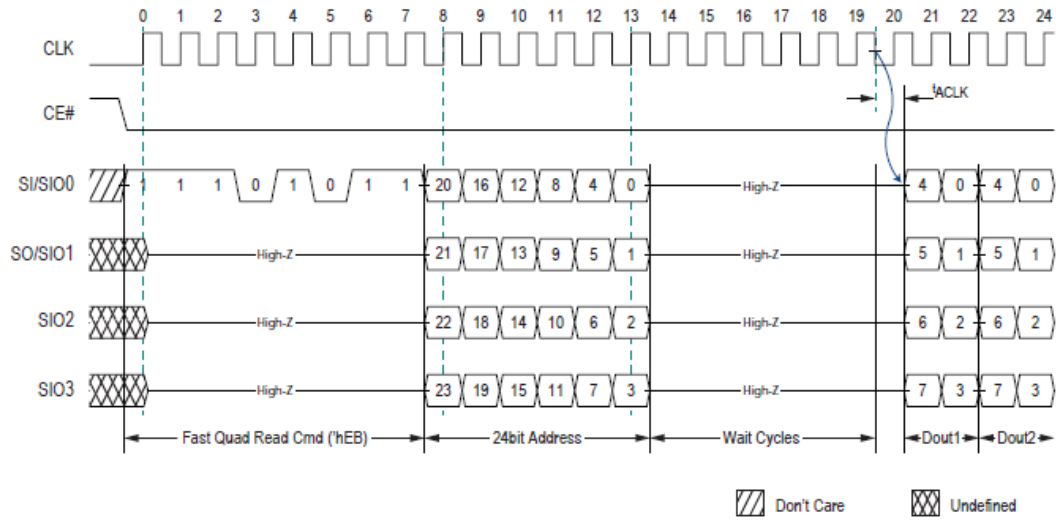 0 1 2 3 4 5 6 7 8 9 10 11 12 13 14 15 16 17 18 19 20 21 22 23 24
CLK
tACLK
CE#
SI/SIO0 1 1 1 0 1 0 1 1 20 16 12 8 4 0 High-Z 4 0 4 0
SO/SIO1 High-Z 21 17 13 9 5 1 High-Z 5 1 5 1
SIO2 High-Z 22 18 14 10 6 2 High-Z 6 2 6 2
SIO3 High-Z 23 19 15 11 7 3 High-Z 7 3 7 3
Fast Quad Read Cmd ('hEB) 24bit Address Wait Cycles Dout1 Dout2
Don't Care Undefined